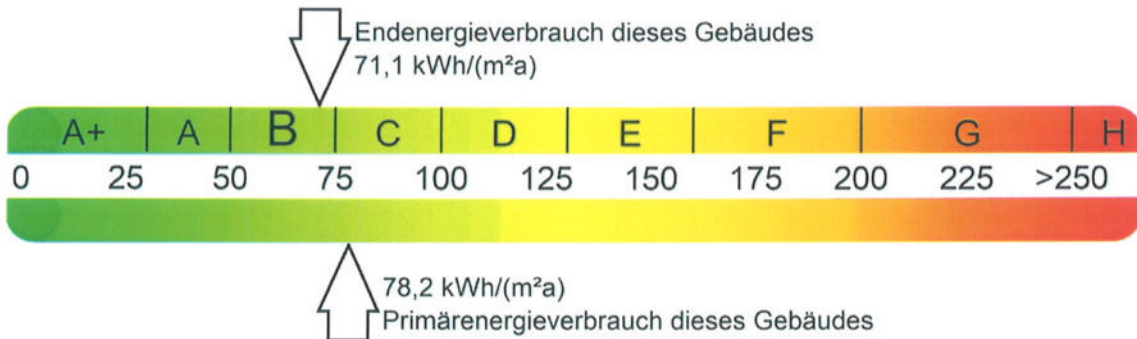 Endenergieverbrauch dieses Gebäudes
71,1 kWh/(m²a)
A+ A B C D E F G H
0 25 50 75 100 125 150 175 200 225 >250
78,2 kWh/(m²a)
Primärenergieverbrauch dieses Gebäudes